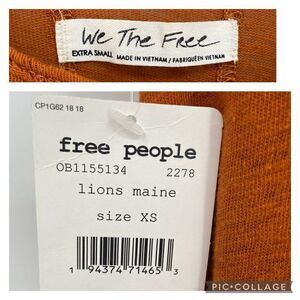 We The Free
EXTRA SMALL MADE IN VIETNAM / FABRIQUÉ EN VIETNAM
CP1G62 18 18
free people
OB1155134 2278
lions maine
size XS
1 94374 71465 3
PIC•COLLAGE